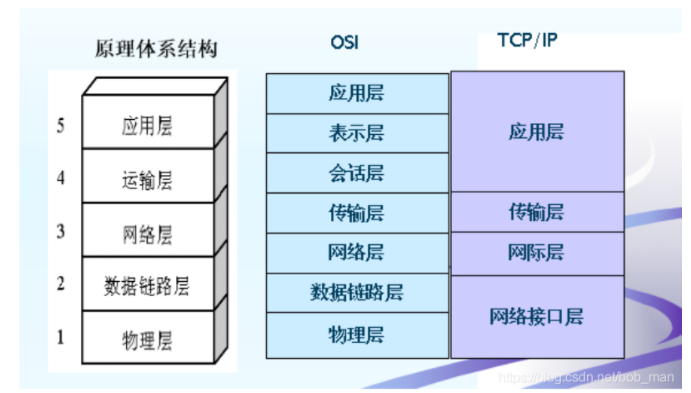 原理体系结构
5 应用层
4 运输层
3 网络层
2 数据链路层
1 物理层
OSI
应用层
表示层
会话层
传输层
网络层
数据链路层
物理层
TCP/IP
应用层
传输层
网际层
网络接口层
https://blog.csdn.net/bob_man